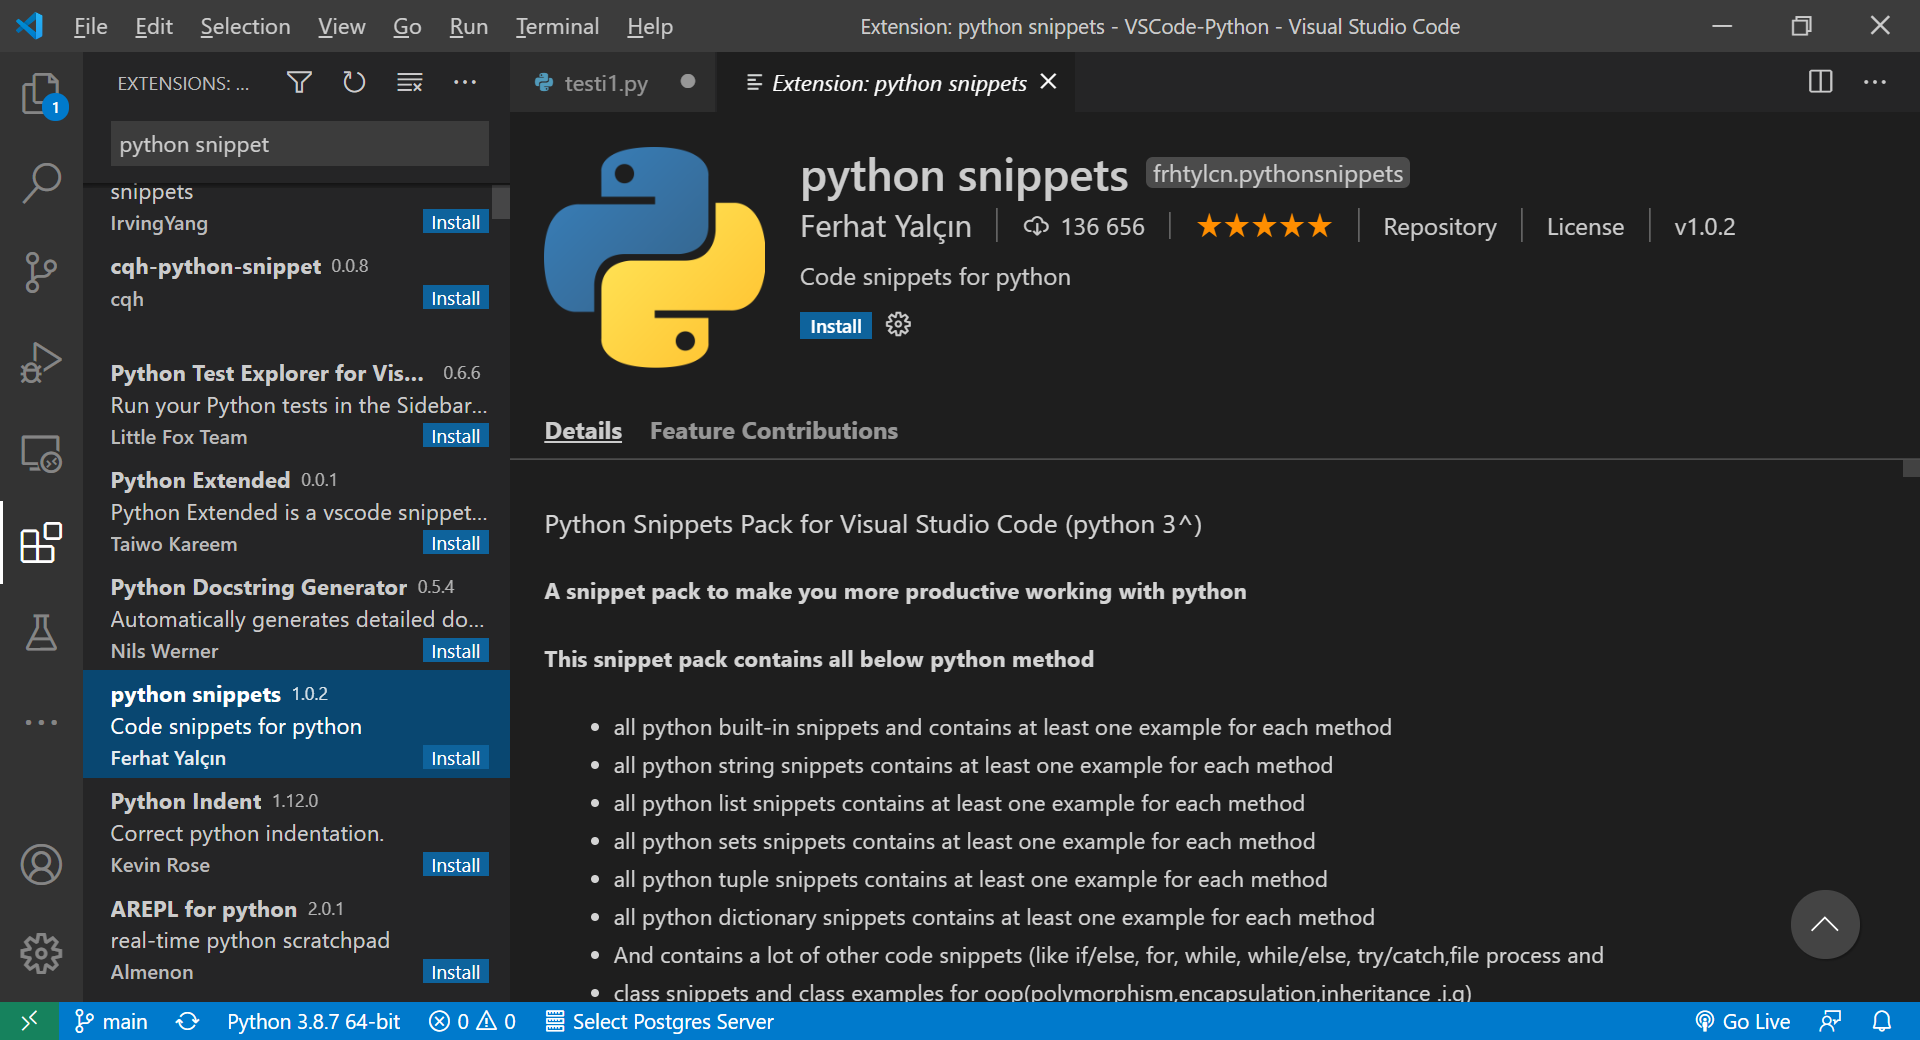 File Edit Selection View Go Run Terminal Help
Extension: python snippets - VSCode-Python - Visual Studio Code
EXTENSIONS: ...
testi1.py
Extension: python snippets
1
python snippet
snippets
IrvingYang Install
cqh-python-snippet 0.0.8
cqh Install
Python Test Explorer for Vis... 0.6.6
Run your Python tests in the Sidebar...
Little Fox Team Install
Python Extended 0.0.1
Python Extended is a vscode snippet...
Taiwo Kareem Install
Python Docstring Generator 0.5.4
Automatically generates detailed do...
Nils Werner Install
python snippets 1.0.2
Code snippets for python
Ferhat Yalçın Install
Python Indent 1.12.0
Correct python indentation.
Kevin Rose Install
AREPL for python 2.0.1
real-time python scratchpad
Almenon Install
python snippets frhtylcn.pythonsnippets
Ferhat Yalçın 136 656 Repository License v1.0.2
Code snippets for python
Install
Details Feature Contributions
Python Snippets Pack for Visual Studio Code (python 3^)
A snippet pack to make you more productive working with python
This snippet pack contains all below python method
• all python built-in snippets and contains at least one example for each method
• all python string snippets contains at least one example for each method
• all python list snippets contains at least one example for each method
• all python sets snippets contains at least one example for each method
• all python tuple snippets contains at least one example for each method
• all python dictionary snippets contains at least one example for each method
• And contains a lot of other code snippets (like if/else, for, while, while/else, try/catch,file process and
• class snippets and class examples for oop(polymorphism,encapsulation,inheritance .i.g)
main Python 3.8.7 64-bit 0 0 Select Postgres Server Go Live